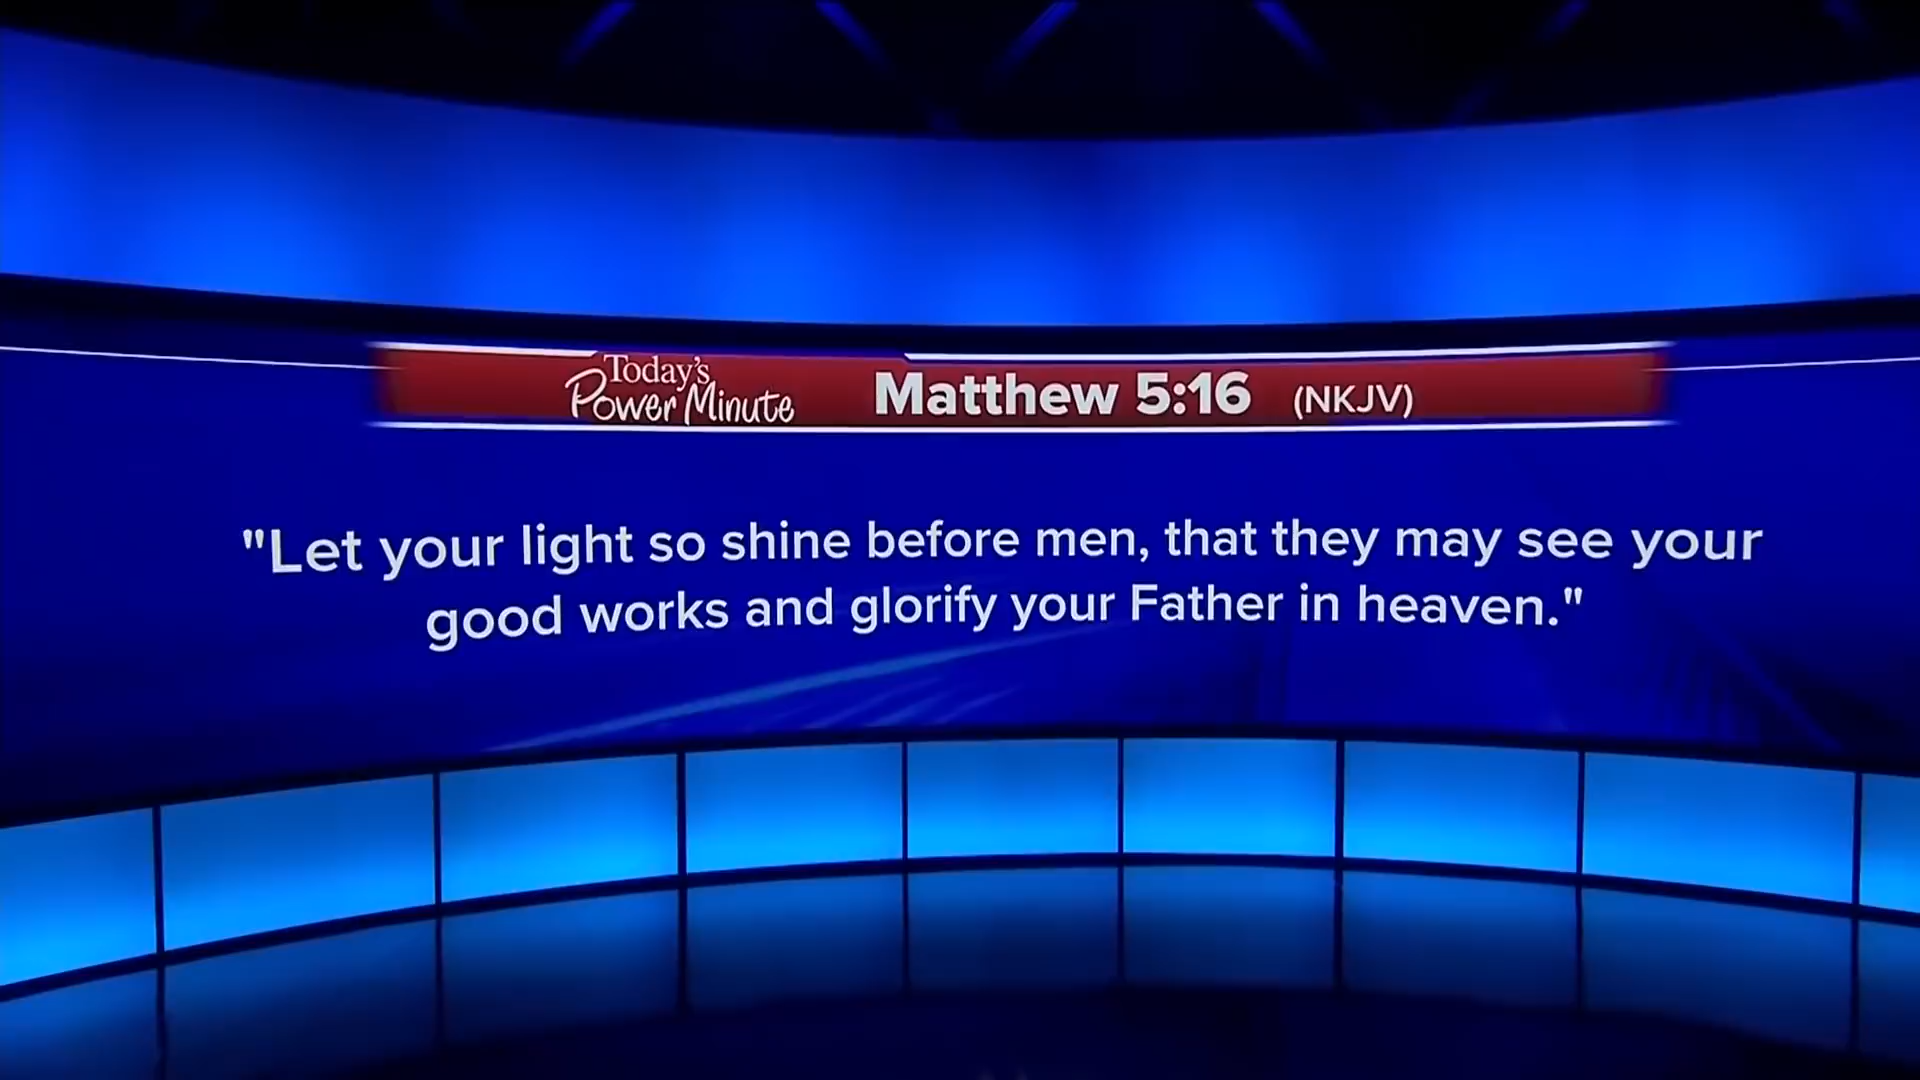 Today's
Power Minute
Matthew 5:16 (NKJV)
"Let your light so shine before men, that they may see your
good works and glorify your Father in heaven."